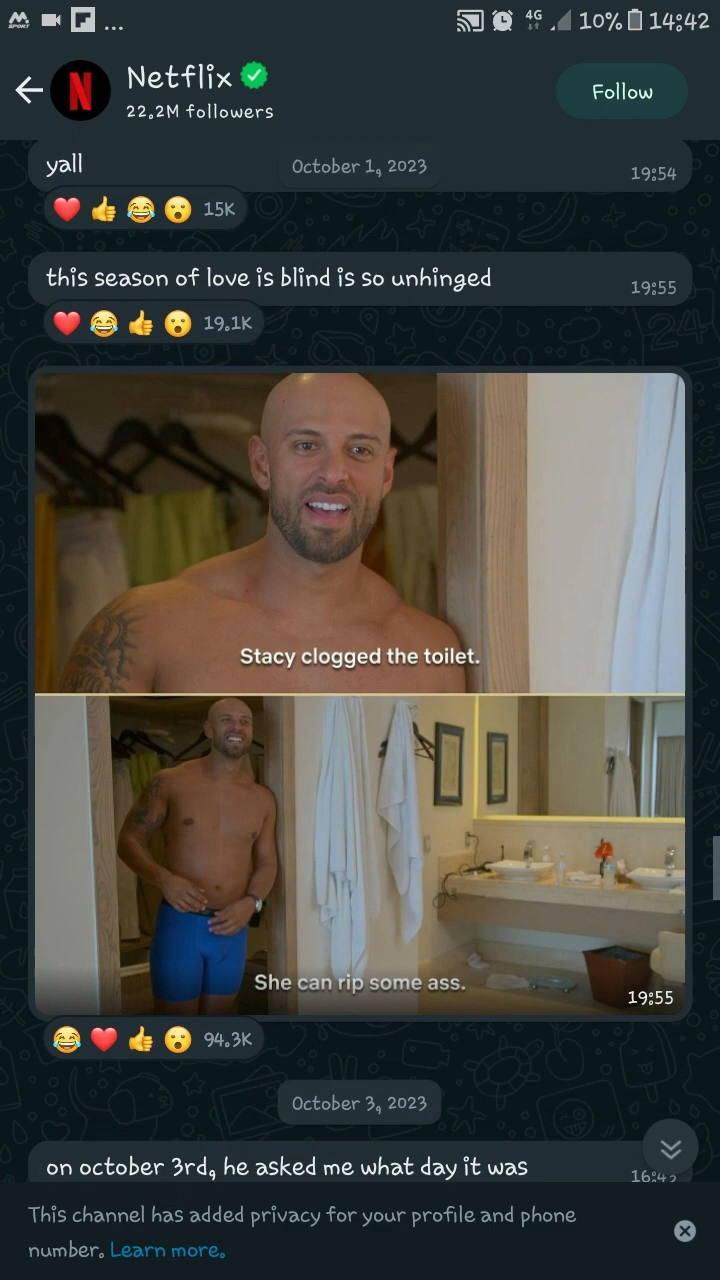 4G 10% 14:42
Netflix
22.2M followers
Follow
yall
October 1, 2023
19:54
15K
this season of love is blind is so unhinged
19:55
19.1K
Stacy clogged the toilet.
She can rip some ass.
19:55
94.3K
October 3, 2023
on october 3rd, he asked me what day it was
This channel has added privacy for your profile and phone
number. Learn more.